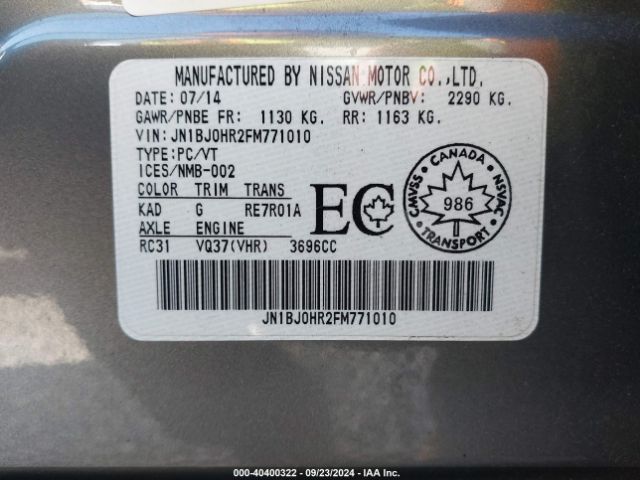 MANUFACTURED BY NISSAN MOTOR CO.,LTD.
DATE: 07/14 GVWR/PNBV: 2290 KG.
GAWR/PNBE FR: 1130 KG. RR: 1163 KG.
VIN: JN1BJ0HR2FM771010
TYPE: PC/VT
ICES/NMB-002
COLOR TRIM TRANS
KAD G RE7R01A
AXLE ENGINE
RC31 VQ37(VHR) 3696CC
EC
CANADA
CMVSS NSVAC
986
TRANSPORT
JN1BJ0HR2FM771010
000-40400322 - 09/23/2024 - IAA Inc.